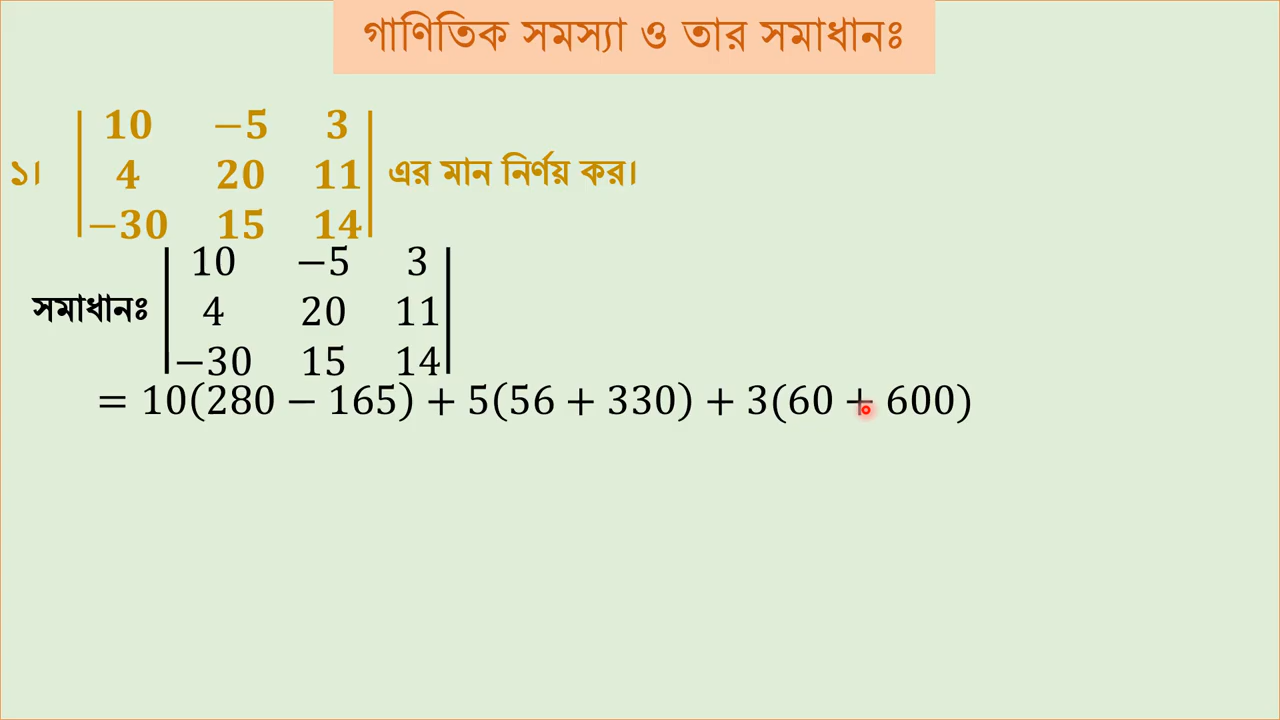 গাণিতিক সমস্যা ও তার সমাধানঃ
১। | 10 −5 3 |
| 4 20 11 | এর মান নির্ণয় কর।
| −30 15 14 |
সমাধানঃ | 10 −5 3 |
| 4 20 11 |
| −30 15 14 |
= 10(280 − 165) + 5(56 + 330) + 3(60 + 600)